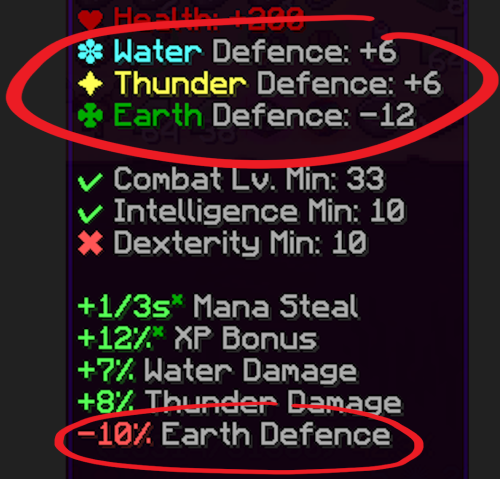 Health: +200
Water Defence: +6
Thunder Defence: +6
Earth Defence: -12
Combat Lv. Min: 33
Intelligence Min: 10
Dexterity Min: 10
+1/3s* Mana Steal
+12%* XP Bonus
+7% Water Damage
+8% Thunder Damage
-10% Earth Defence